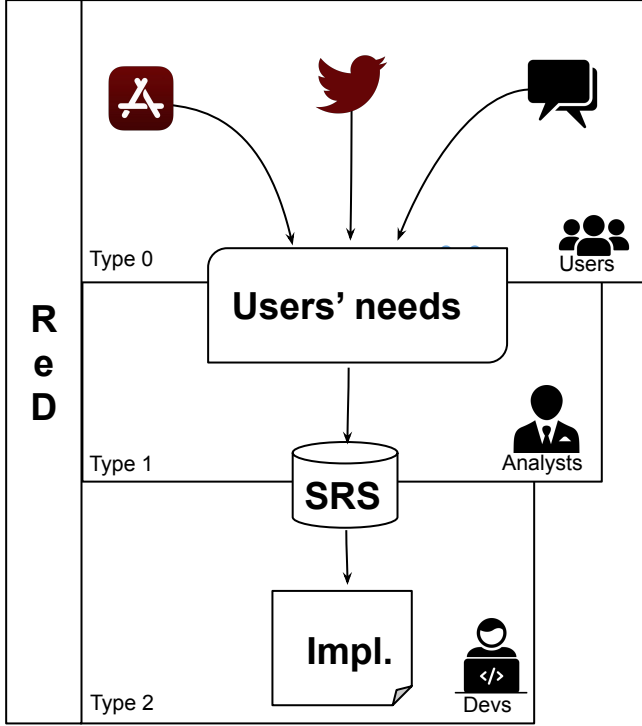 R
e
D
Type 0
Users
Users’ needs
Type 1
Analysts
SRS
Impl.
</>
Type 2
Devs